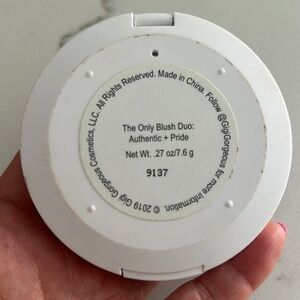 © 2019 Gigi Gorgeous Cosmetics, LLC. All Rights Reserved. Made in China. Follow @GigiGorgeous for more information.
The Only Blush Duo:
Authentic + Pride
Net Wt. .27 oz/7.6 g
9137